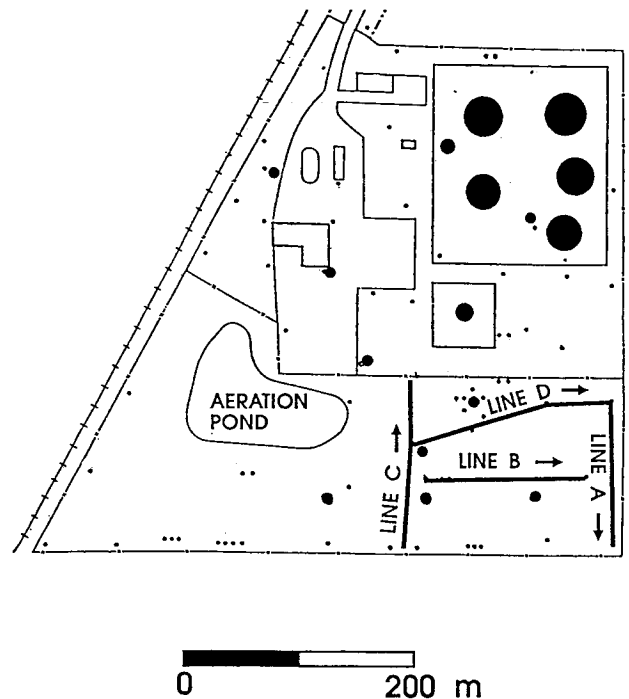 AERATION
POND
LINE D
LINE B
LINE C
LINE A
0 200 m